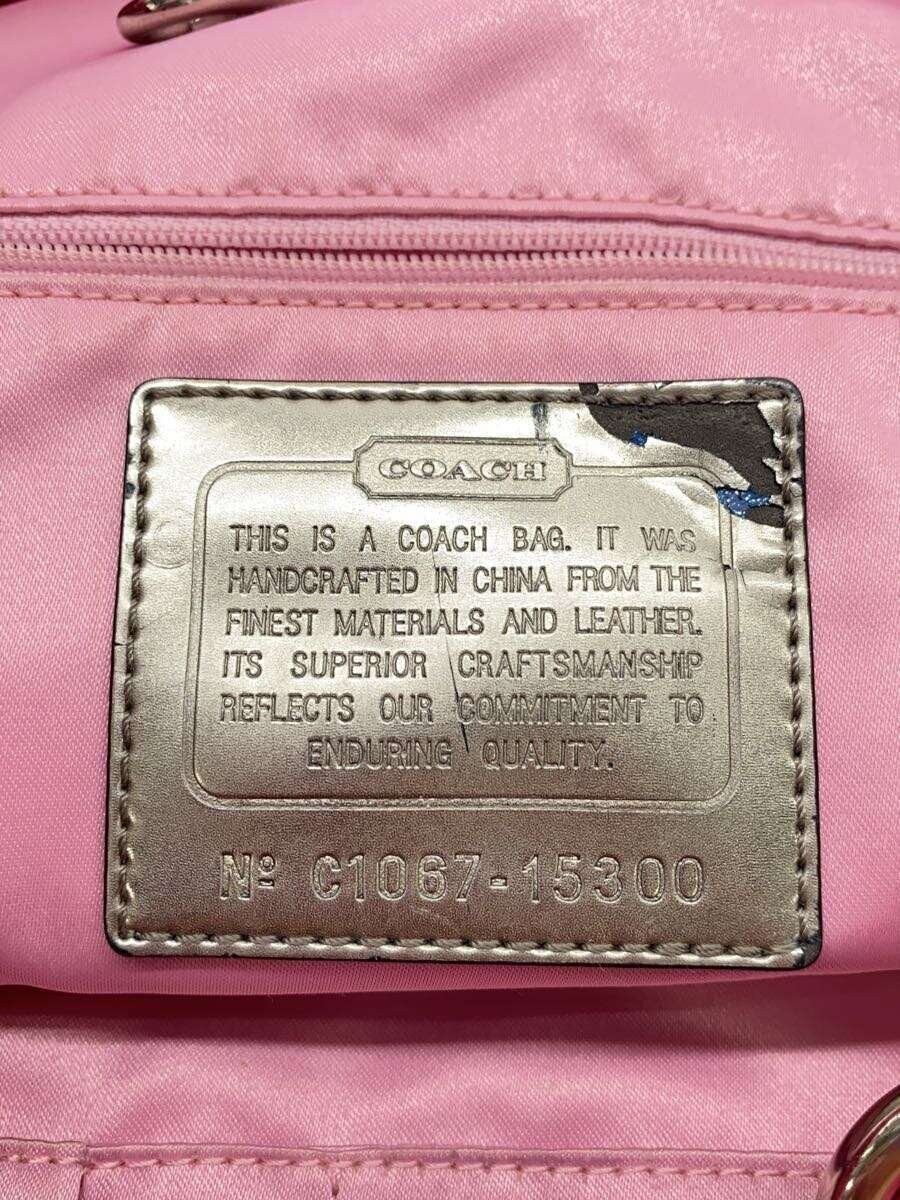 COACH
THIS IS A COACH BAG. IT WAS
HANDCRAFTED IN CHINA FROM THE
FINEST MATERIALS AND LEATHER.
ITS SUPERIOR CRAFTSMANSHIP
REFLECTS OUR COMMITMENT TO
ENDURING QUALITY.
Nº C1067-15300